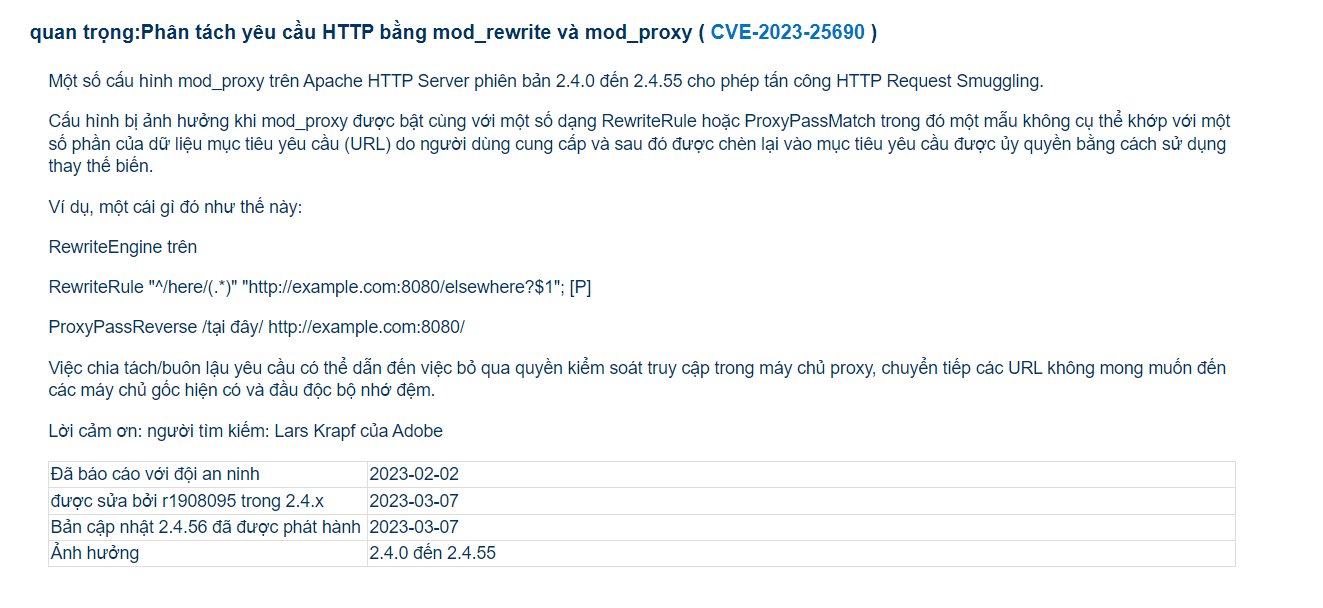 quan trọng:Phân tách yêu cầu HTTP bằng mod_rewrite và mod_proxy ( CVE-2023-25690 )
Một số cấu hình mod_proxy trên Apache HTTP Server phiên bản 2.4.0 đến 2.4.55 cho phép tấn công HTTP Request Smuggling.
Cấu hình bị ảnh hưởng khi mod_proxy được bật cùng với một số dạng RewriteRule hoặc ProxyPassMatch trong đó một mẫu không cụ thể khớp với một
số phần của dữ liệu mục tiêu yêu cầu (URL) do người dùng cung cấp và sau đó được chèn lại vào mục tiêu yêu cầu được ủy quyền bằng cách sử dụng
thay thế biến.
Ví dụ, một cái gì đó như thế này:
RewriteEngine trên
RewriteRule "^/here/(.*)" "http://example.com:8080/elsewhere?$1"; [P]
ProxyPassReverse /tại đây/ http://example.com:8080/
Việc chia tách/buôn lậu yêu cầu có thể dẫn đến việc bỏ qua quyền kiểm soát truy cập trong máy chủ proxy, chuyển tiếp các URL không mong muốn đến
các máy chủ gốc hiện có và đầu độc bộ nhớ đệm.
Lời cảm ơn: người tìm kiếm: Lars Krapf của Adobe
Đã báo cáo với đội an ninh 2023-02-02
được sửa bởi r1908095 trong 2.4.x 2023-03-07
Bản cập nhật 2.4.56 đã được phát hành 2023-03-07
Ảnh hưởng 2.4.0 đến 2.4.55